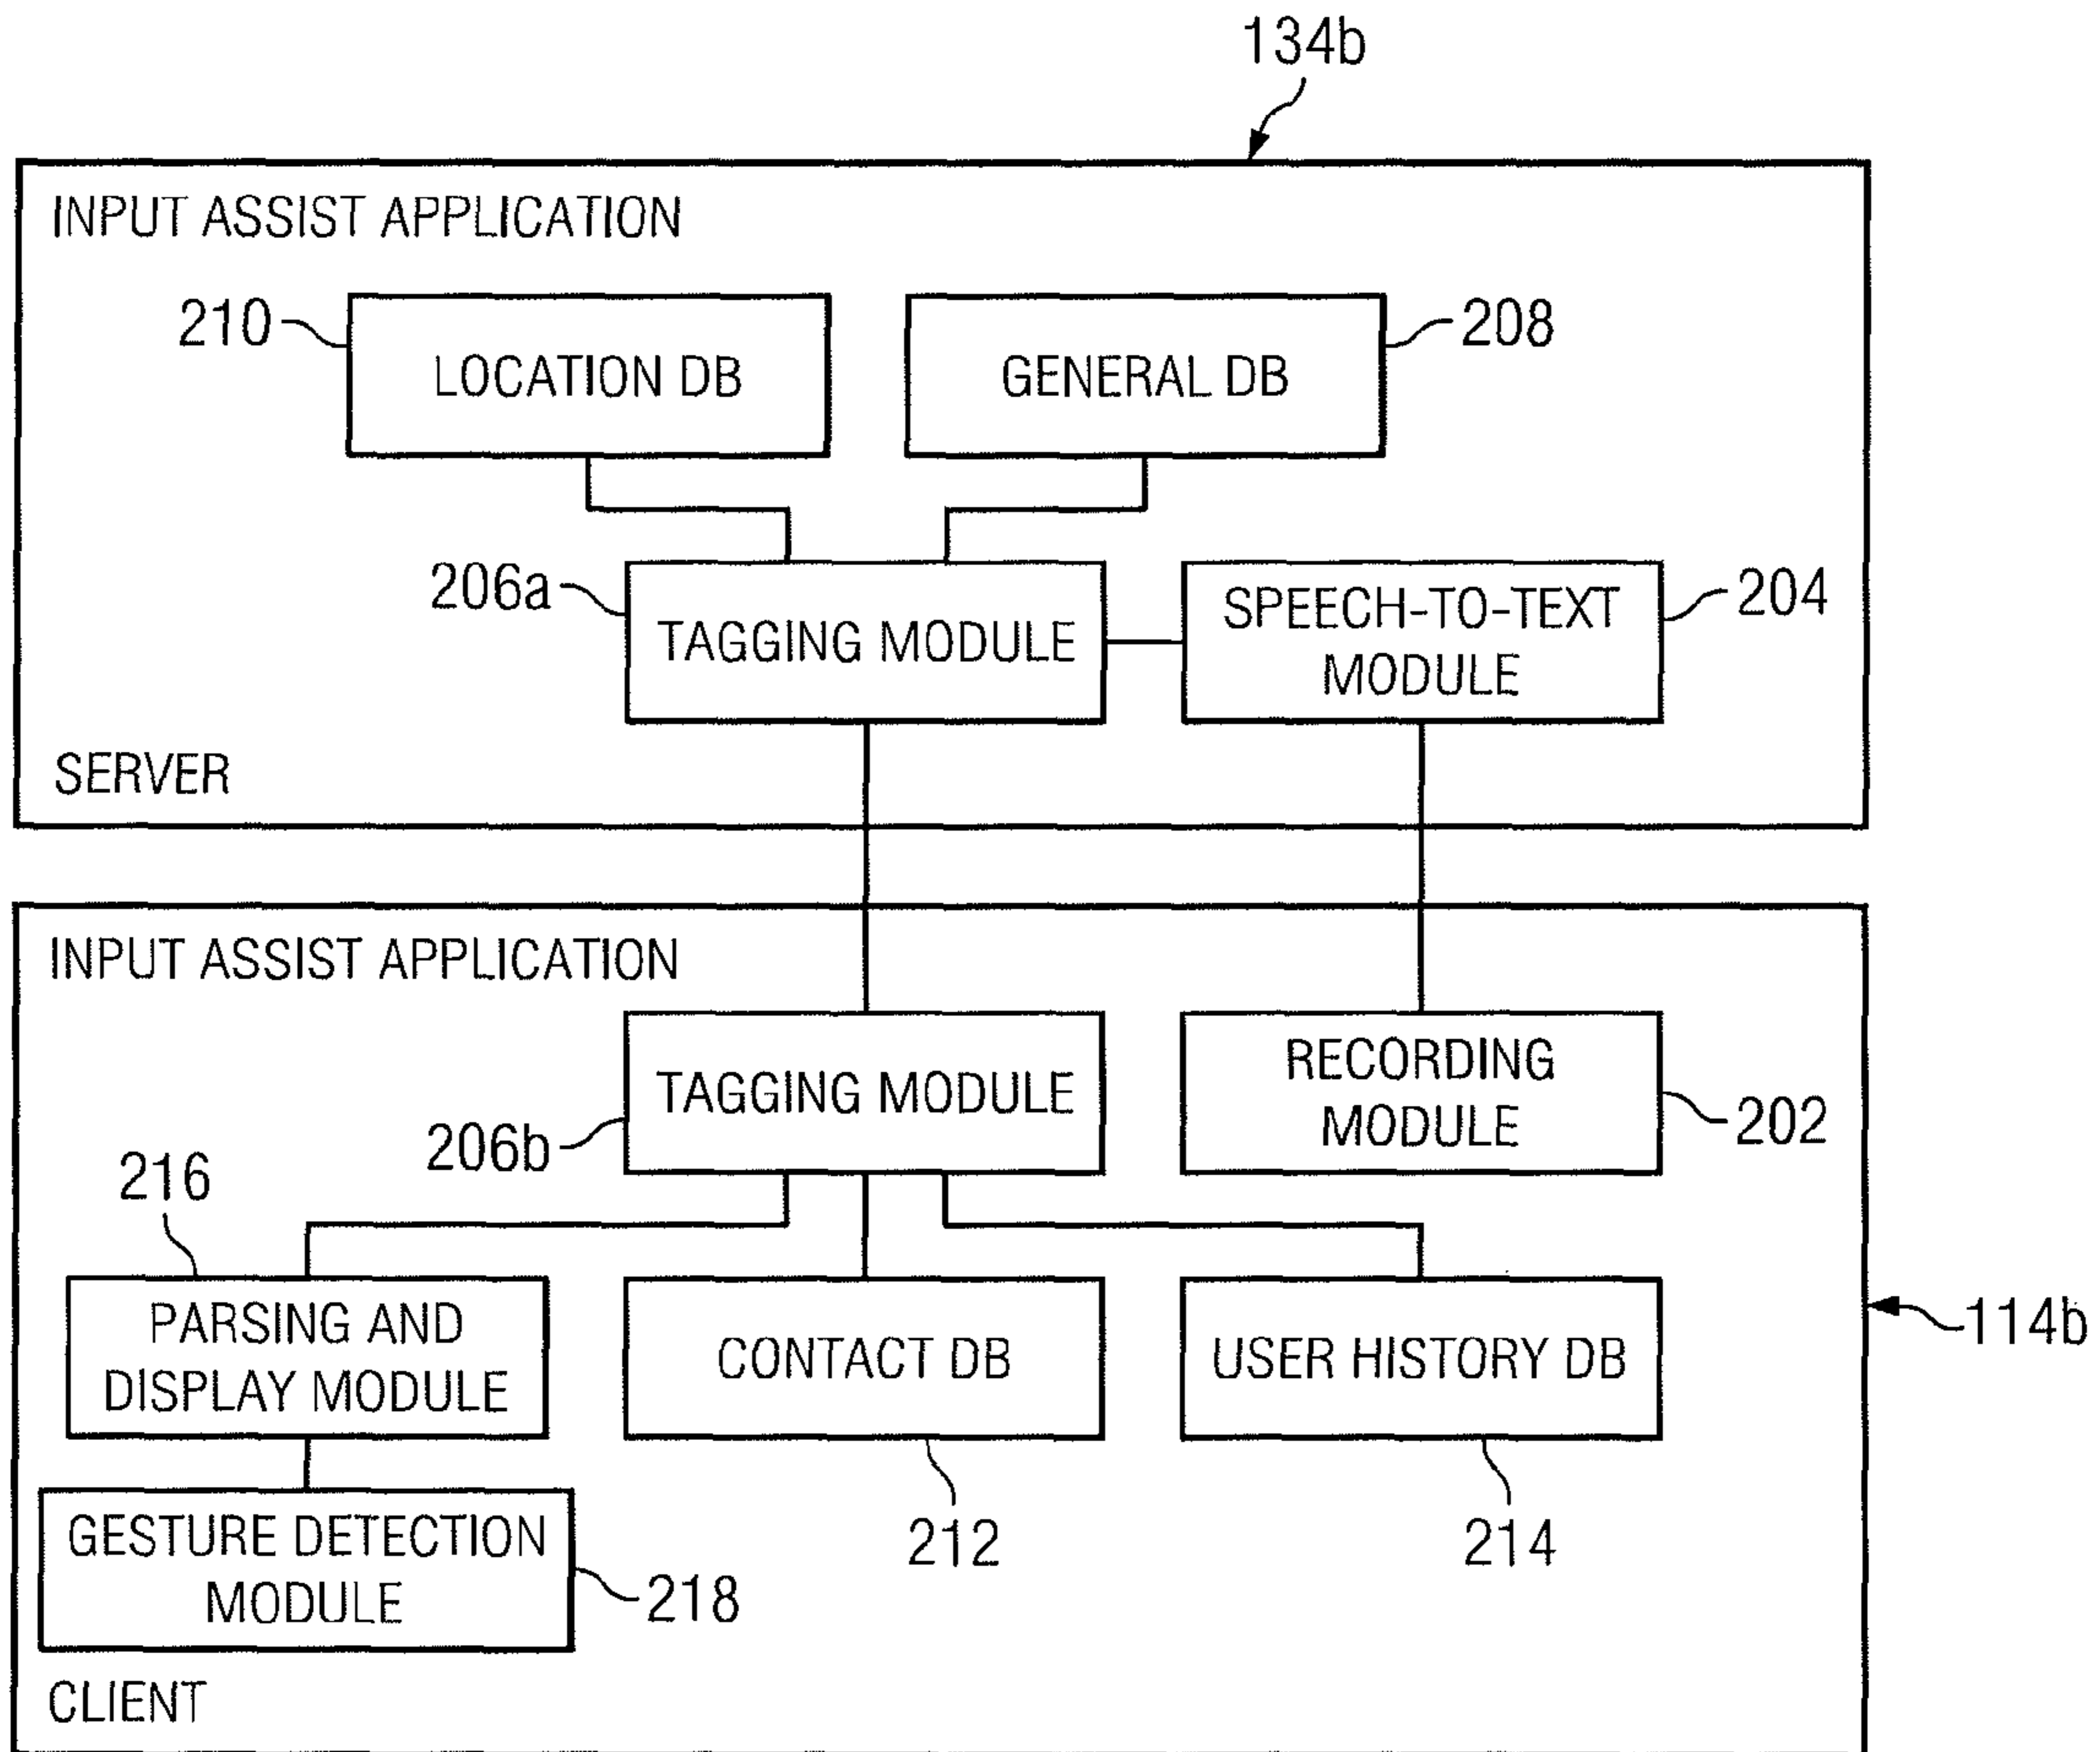 134b
INPUT ASSIST APPLICATION
210
LOCATION DB
GENERAL DB
208
206a
TAGGING MODULE
SPEECH-TO-TEXT
MODULE
204
SERVER
INPUT ASSIST APPLICATION
TAGGING MODULE
206b
RECORDING
MODULE
202
216
PARSING AND
DISPLAY MODULE
CONTACT DB
USER HISTORY DB
114b
212
214
GESTURE DETECTION
MODULE
218
CLIENT